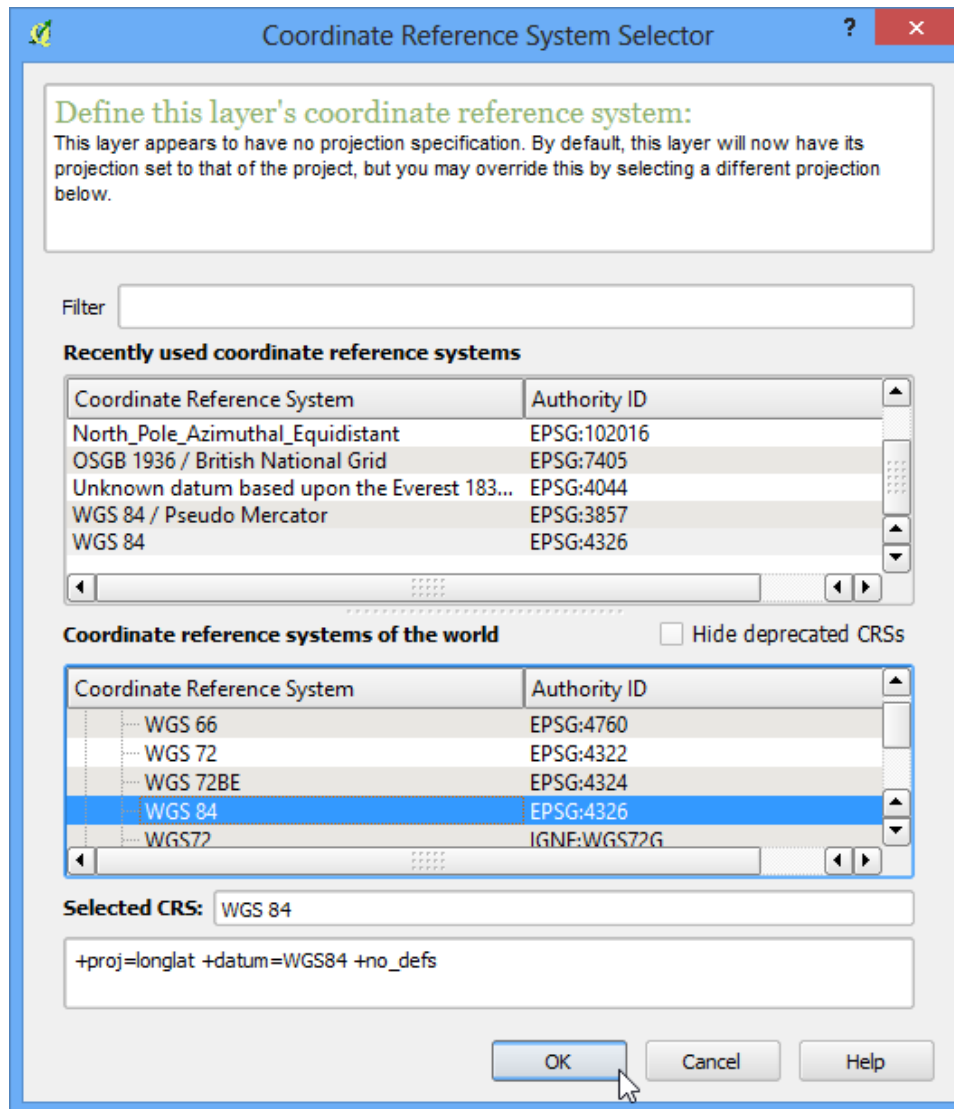 Coordinate Reference System Selector ? ×
Define this layer's coordinate reference system:
This layer appears to have no projection specification. By default, this layer will now have its
projection set to that of the project, but you may override this by selecting a different projection
below.
Filter
Recently used coordinate reference systems
Coordinate Reference System Authority ID
North_Pole_Azimuthal_Equidistant EPSG:102016
OSGB 1936 / British National Grid EPSG:7405
Unknown datum based upon the Everest 183... EPSG:4044
WGS 84 / Pseudo Mercator EPSG:3857
WGS 84 EPSG:4326
Coordinate reference systems of the world Hide deprecated CRSs
Coordinate Reference System Authority ID
WGS 66 EPSG:4760
WGS 72 EPSG:4322
WGS 72BE EPSG:4324
WGS 84 EPSG:4326
WGS72 IGNF:WGS72G
Selected CRS: WGS 84
+proj=longlat +datum=WGS84 +no_defs
OK Cancel Help